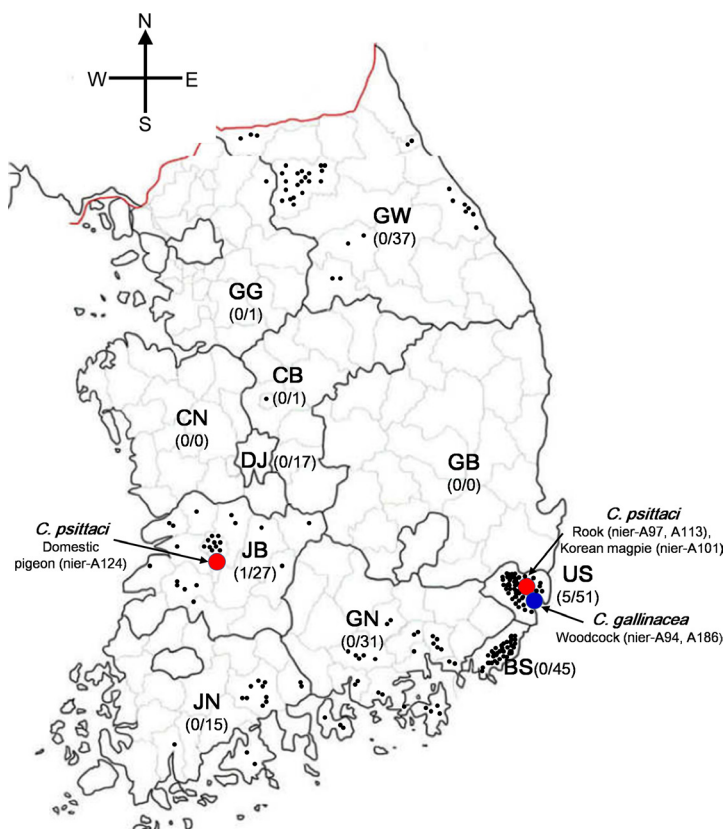 N
W E
S
GW
(0/37)
GG
(0/1)
CB
(0/1)
CN
(0/0)
DJ (0/17)
GB
(0/0)
C. psittaci
Domestic
pigeon (nier-A124)
JB
(1/27)
C. psittaci
Rook (nier-A97, A113),
Korean magpie (nier-A101)
US
(5/51)
C. gallinacea
Woodcock (nier-A94, A186)
GN
(0/31)
BS(0/45)
JN
(0/15)